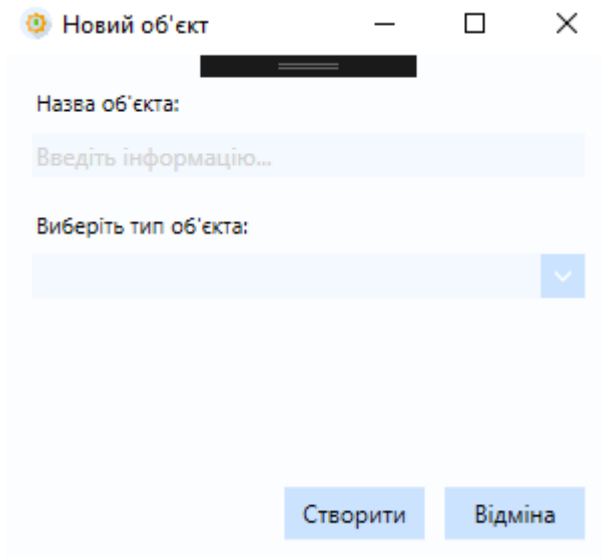 Новий об'єкт
Назва об'єкта:
Введіть інформацію...
Виберіть тип об'єкта:
Створити Відміна